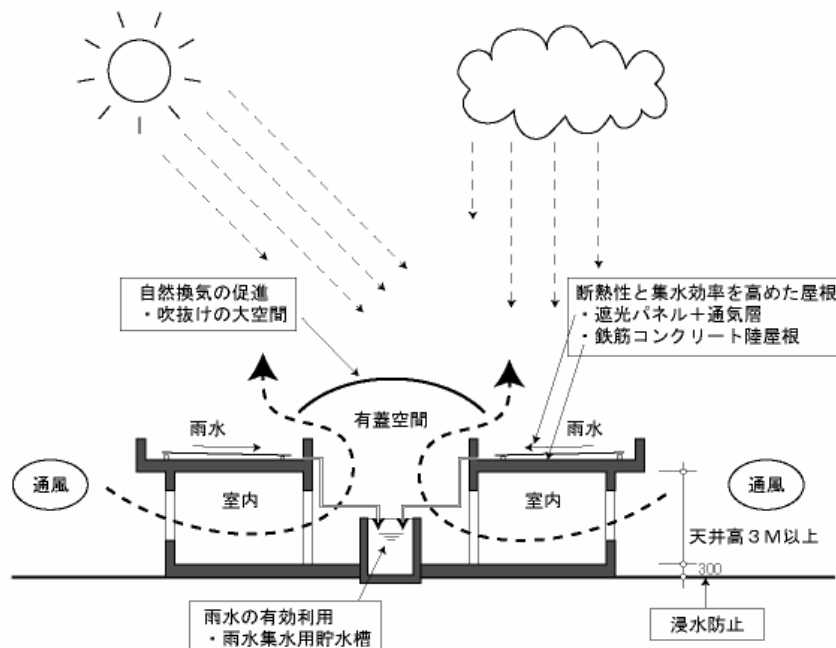 自然換気の促進
・吹抜けの大空間
断熱性と集水効率を高めた屋根
・遮光パネル+通気層
・鉄筋コンクリート陸屋根
雨水
有蓋空間
雨水
通風
室内
室内
通風
天井高3M以上
300
雨水の有効利用
・雨水集水用貯水槽
浸水防止